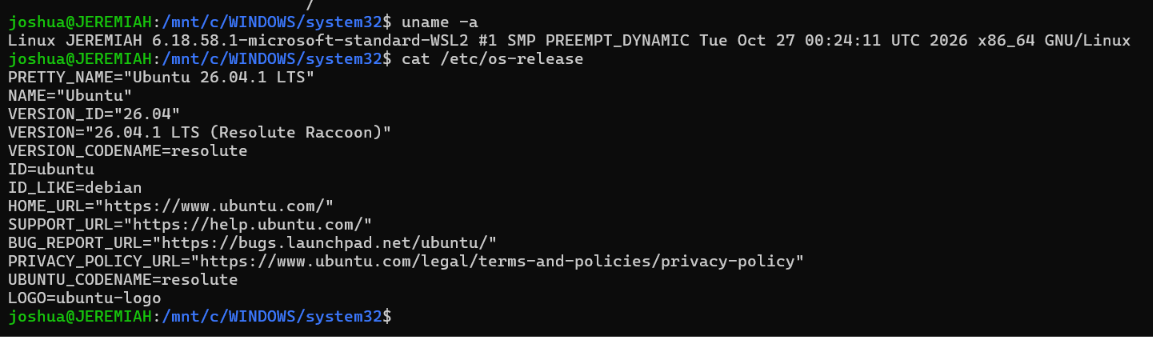 /
joshua@JEREMIAH:/mnt/c/WINDOWS/system32$ uname -a
Linux JEREMIAH 6.18.58.1-microsoft-standard-WSL2 #1 SMP PREEMPT_DYNAMIC Tue Oct 27 00:24:11 UTC 2026 x86_64 GNU/Linux
joshua@JEREMIAH:/mnt/c/WINDOWS/system32$ cat /etc/os-release
PRETTY_NAME="Ubuntu 26.04.1 LTS"
NAME="Ubuntu"
VERSION_ID="26.04"
VERSION="26.04.1 LTS (Resolute Raccoon)"
VERSION_CODENAME=resolute
ID=ubuntu
ID_LIKE=debian
HOME_URL="https://www.ubuntu.com/"
SUPPORT_URL="https://help.ubuntu.com/"
BUG_REPORT_URL="https://bugs.launchpad.net/ubuntu/"
PRIVACY_POLICY_URL="https://www.ubuntu.com/legal/terms-and-policies/privacy-policy"
UBUNTU_CODENAME=resolute
LOGO=ubuntu-logo
joshua@JEREMIAH:/mnt/c/WINDOWS/system32$